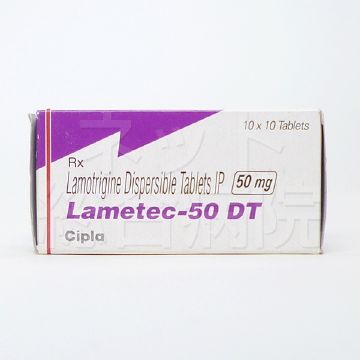 10 x 10 Tablets
Rx
Lamotrigine Dispersible Tablets IP 50 mg
Lametec-50 DT
Cipla